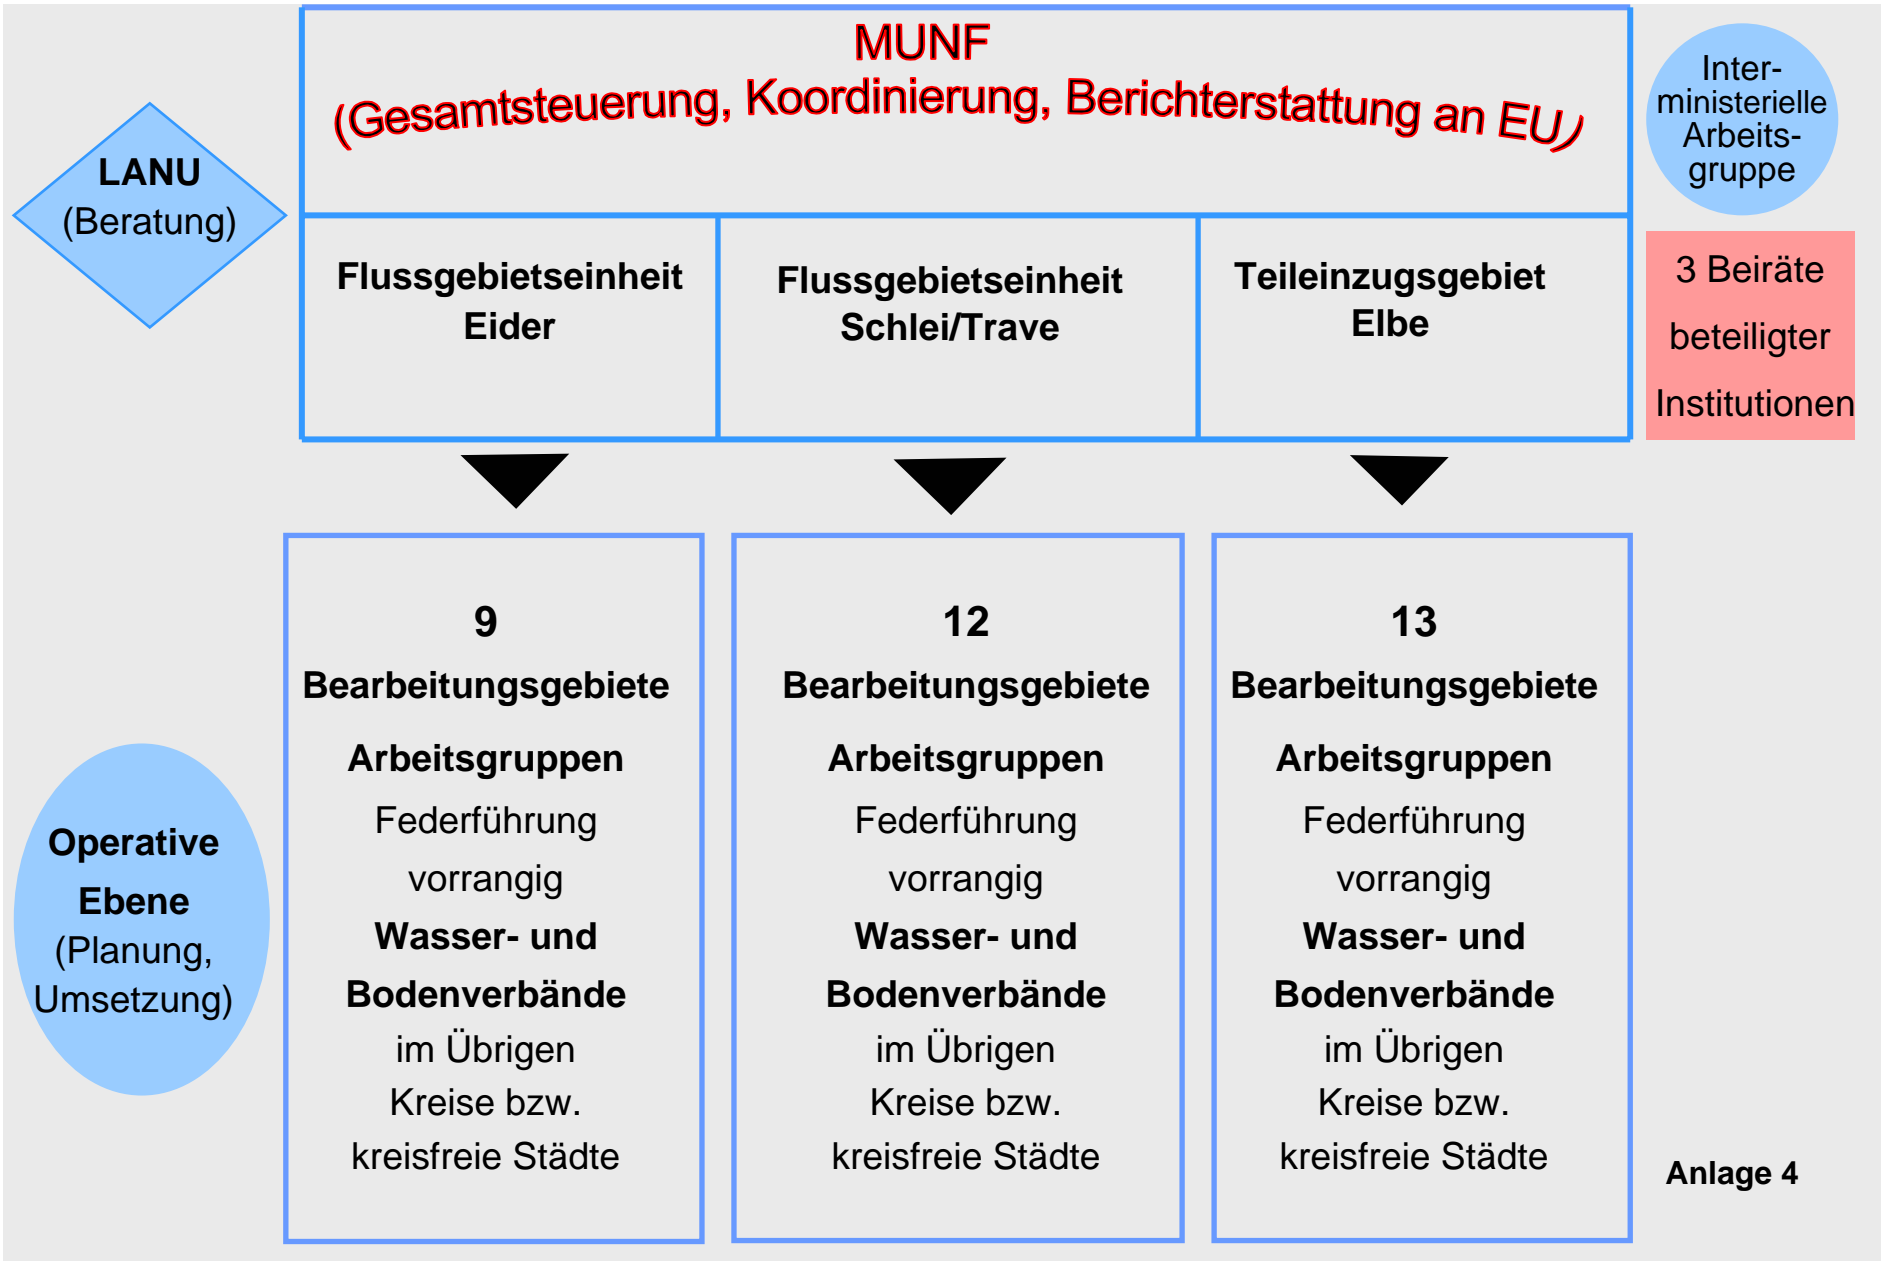 MUNF
(Gesamtsteuerung, Koordinierung, Berichterstattung an EU)
LANU
(Beratung)
Inter-
ministerielle
Arbeits-
gruppe
Flussgebietseinheit
Eider
Flussgebietseinheit
Schlei/Trave
Teileinzugsgebiet
Elbe
3 Beiräte
beteiligter
Institutionen
Operative
Ebene
(Planung,
Umsetzung)
9
Bearbeitungsgebiete
Arbeitsgruppen
Federführung
vorrangig
Wasser- und
Bodenverbände
im Übrigen
Kreise bzw.
kreisfreie Städte
12
Bearbeitungsgebiete
Arbeitsgruppen
Federführung
vorrangig
Wasser- und
Bodenverbände
im Übrigen
Kreise bzw.
kreisfreie Städte
13
Bearbeitungsgebiete
Arbeitsgruppen
Federführung
vorrangig
Wasser- und
Bodenverbände
im Übrigen
Kreise bzw.
kreisfreie Städte
Anlage 4